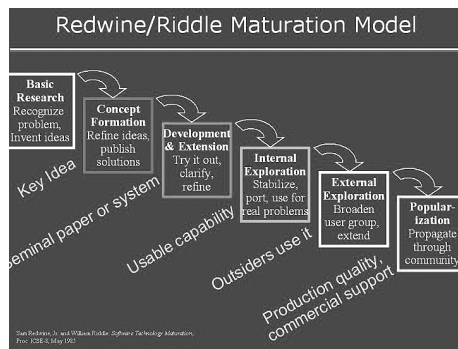 Redwine/Riddle Maturation Model
Basic
Research
Recognize
problem,
Invent ideas
Concept
Formation
Refine ideas,
publish
solutions
Development
& Extension
Try it out,
clarify,
refine
Internal
Exploration
Stabilize,
port, use for
real problems
External
Exploration
Broaden
user group,
extend
Popular-
ization
Propagate
through
community
Key Idea
Seminal paper or system
Usable capability
Outsiders use it
Production quality,
commercial support
Sam Redwine, Jr. and William Riddle: Software Technology Maturation,
Proc. ICSE-8, May 1985